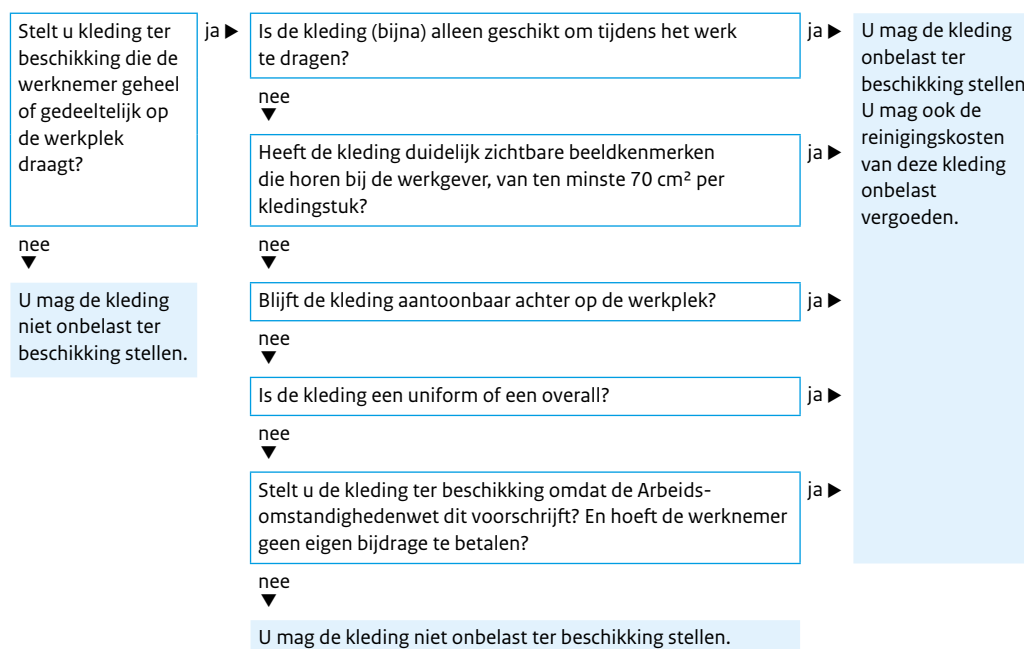 Stelt u kleding ter
beschikking die de
werknemer geheel
of gedeeltelijk op
de werkplek
draagt?
ja ▶
Is de kleding (bijna) alleen geschikt om tijdens het werk
te dragen?
ja ▶
U mag de kleding
onbelast ter
beschikking stellen
U mag ook de
reinigingskosten
van deze kleding
onbelast
vergoeden.
nee
▼
Heeft de kleding duidelijk zichtbare beeldkenmerken
die horen bij de werkgever, van ten minste 70 cm² per
kledingstuk?
ja ▶
nee
▼
U mag de kleding
niet onbelast ter
beschikking stellen.
nee
▼
Blijft de kleding aantoonbaar achter op de werkplek?
ja ▶
nee
▼
Is de kleding een uniform of een overall?
ja ▶
nee
▼
Stelt u de kleding ter beschikking omdat de Arbeids-
omstandighedenwet dit voorschrijft? En hoeft de werknemer
geen eigen bijdrage te betalen?
ja ▶
nee
▼
U mag de kleding niet onbelast ter beschikking stellen.